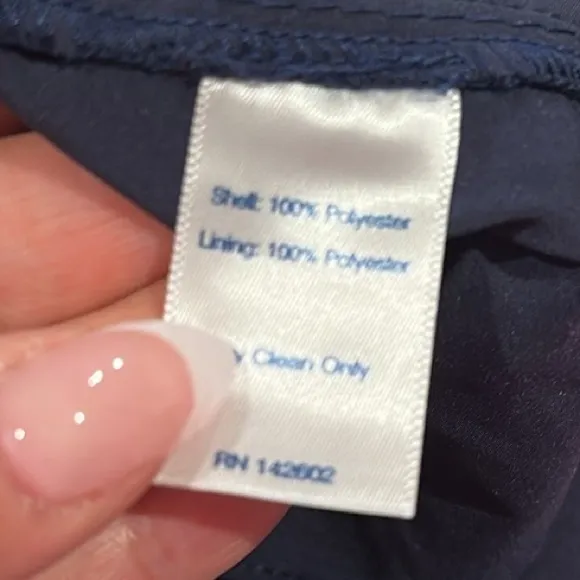 Shell: 100% Polyester
Lining: 100% Polyester
y Clean Only
RN 142602